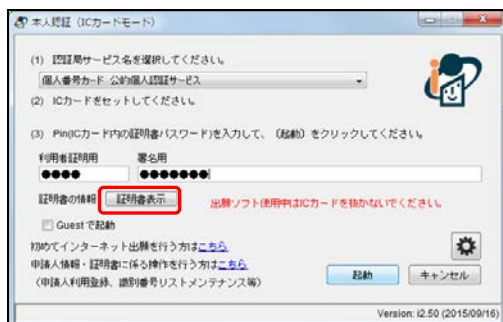 本人認証 (ICカードモード)
(1) 認証局サービス名を選択してください。
個人番号カード 公的個人認証サービス
(2) ICカードをセットしてください。
(3) Pin(ICカード内の証明書パスワード)を入力して、(起動) をクリックしてください。
利用者証明用 署名用
●●●● ●●●●●●●
証明書の情報 証明書表示 出願ソフト使用中はICカードを抜かないでください。
Guestで起動
初めてインターネット出願を行う方はこちら
申請人情報・証明書に係る操作を行う方はこちら
(申請人利用登録、識別番号リストメンテナンス等)
起動 キャンセル
Version: i2.50 (2015/09/16)